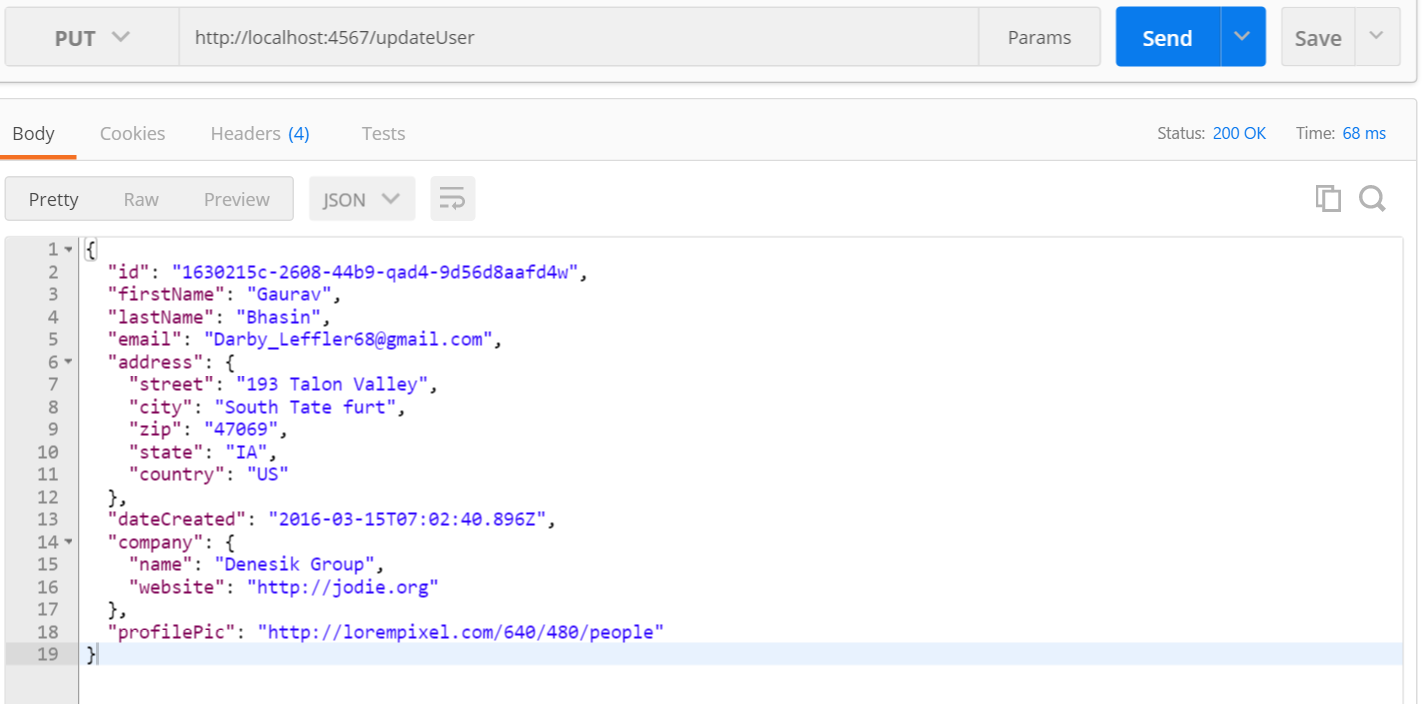 PUT http://localhost:4567/updateUser Params Send Save
Body Cookies Headers (4) Tests Status: 200 OK Time: 68 ms
Pretty Raw Preview JSON
1 {
2 "id": "1630215c-2608-44b9-qad4-9d56d8aafd4w",
3 "firstName": "Gaurav",
4 "lastName": "Bhasin",
5 "email": "Darby_Leffler68@gmail.com",
6 "address": {
7 "street": "193 Talon Valley",
8 "city": "South Tate furt",
9 "zip": "47069",
10 "state": "IA",
11 "country": "US"
12 },
13 "dateCreated": "2016-03-15T07:02:40.896Z",
14 "company": {
15 "name": "Denesik Group",
16 "website": "http://jodie.org"
17 },
18 "profilePic": "http://lorempixel.com/640/480/people"
19 }